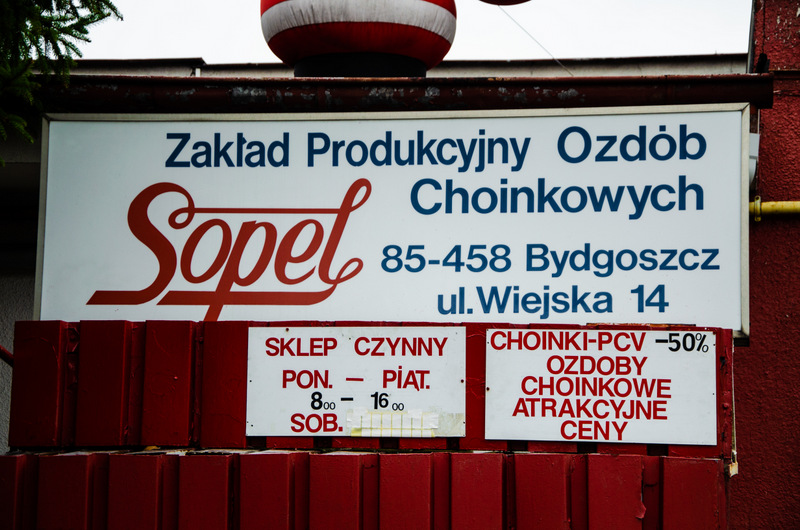 Zakład Produkcyjny Ozdób
Choinkowych
Sopel
85-458 Bydgoszcz
ul. Wiejska 14
SKLEP CZYNNY
PON. — PiĄT.
8 00 — 16 00
SOB.
CHOINKI-PCV -50%
OZDOBY
CHOINKOWE
ATRAKCYJNE
CENY